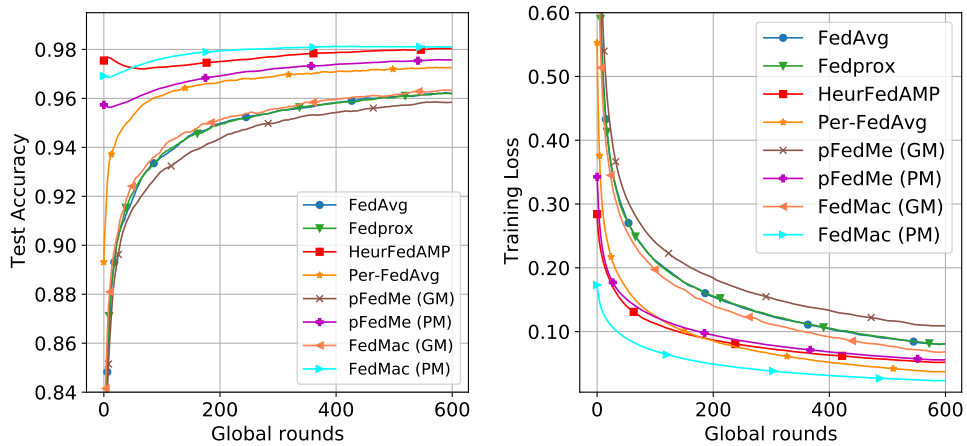 0.98
0.96
0.94
0.92
0.90
0.88
0.86
0.84
Test Accuracy
FedAvg
Fedprox
HeurFedAMP
Per-FedAvg
pFedMe (GM)
pFedMe (PM)
FedMac (GM)
FedMac (PM)
0 200 400 600
Global rounds
0.60
0.50
0.40
0.30
0.20
0.10
Training Loss
FedAvg
Fedprox
HeurFedAMP
Per-FedAvg
pFedMe (GM)
pFedMe (PM)
FedMac (GM)
FedMac (PM)
0 200 400 600
Global rounds